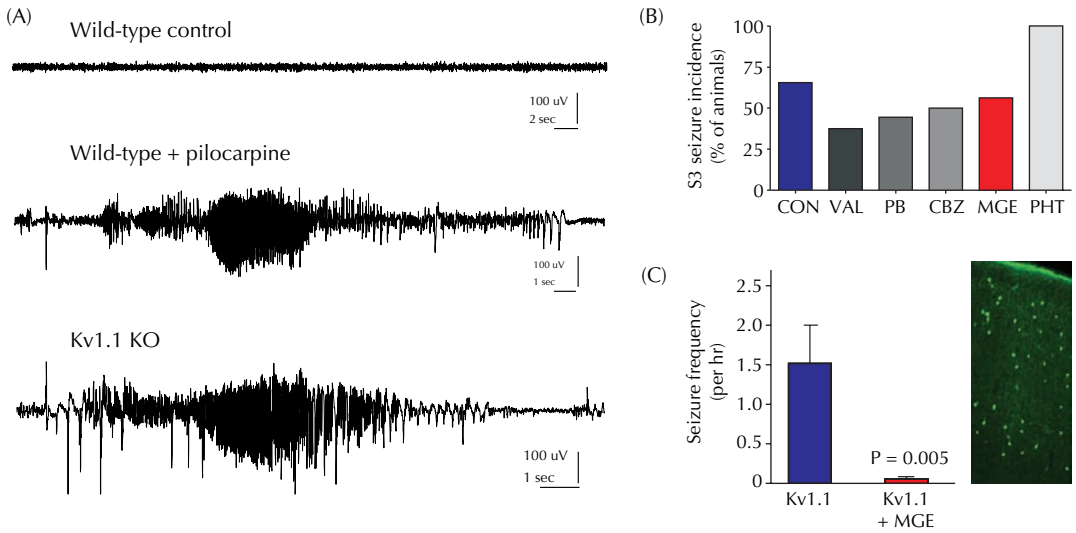 (A)
Wild-type control
100 uV
2 sec
Wild-type + pilocarpine
100 uV
1 sec
Kv1.1 KO
100 uV
1 sec
(B)
S3 seizure incidence
(% of animals)
100
75
50
25
0
CON VAL PB CBZ MGE PHT
(C)
Seizure frequency
(per hr)
2.5
2.0
1.5
1.0
0.5
0
P = 0.005
Kv1.1 Kv1.1
+ MGE